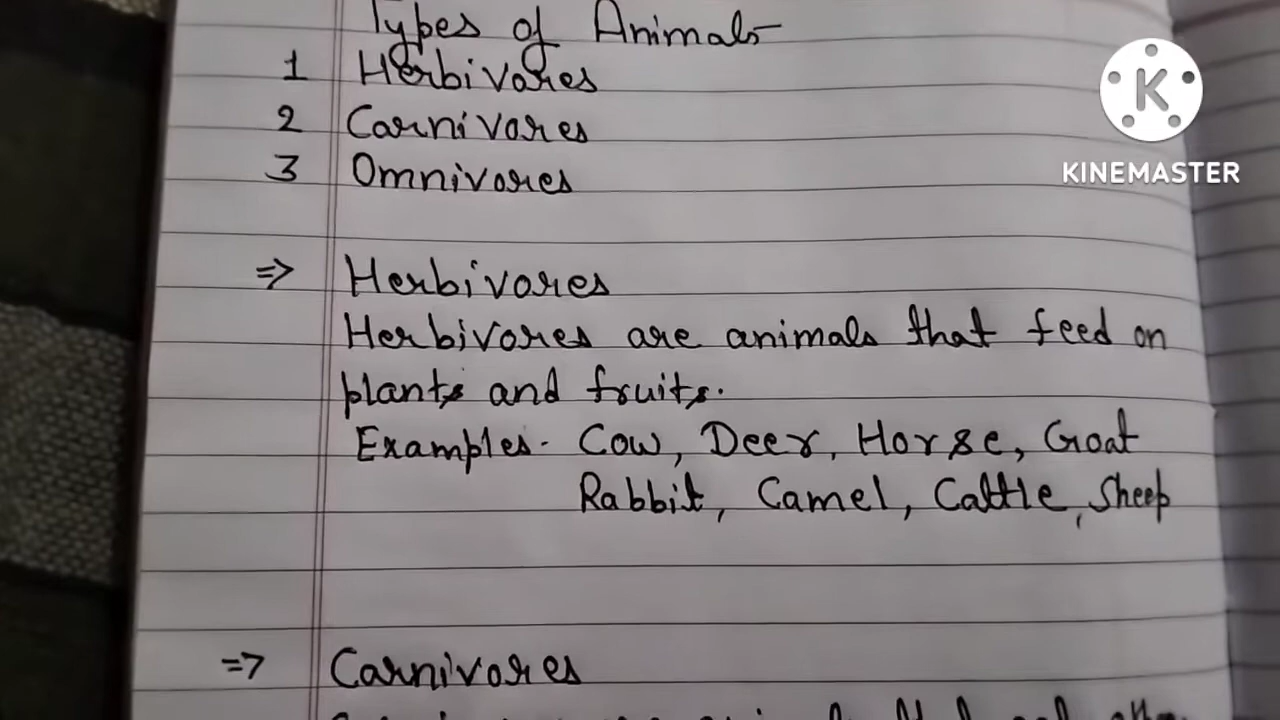 Types of Animals
1 Herbivores
2 Carnivores
3 Omnivores
K
KINEMASTER
⇒ Herbivores
Herbivores are animals that feed on
plants and fruits.
Examples- Cow, Deer, Horse, Goat
Rabbit, Camel, Cattle, Sheep
⇒ Carnivores